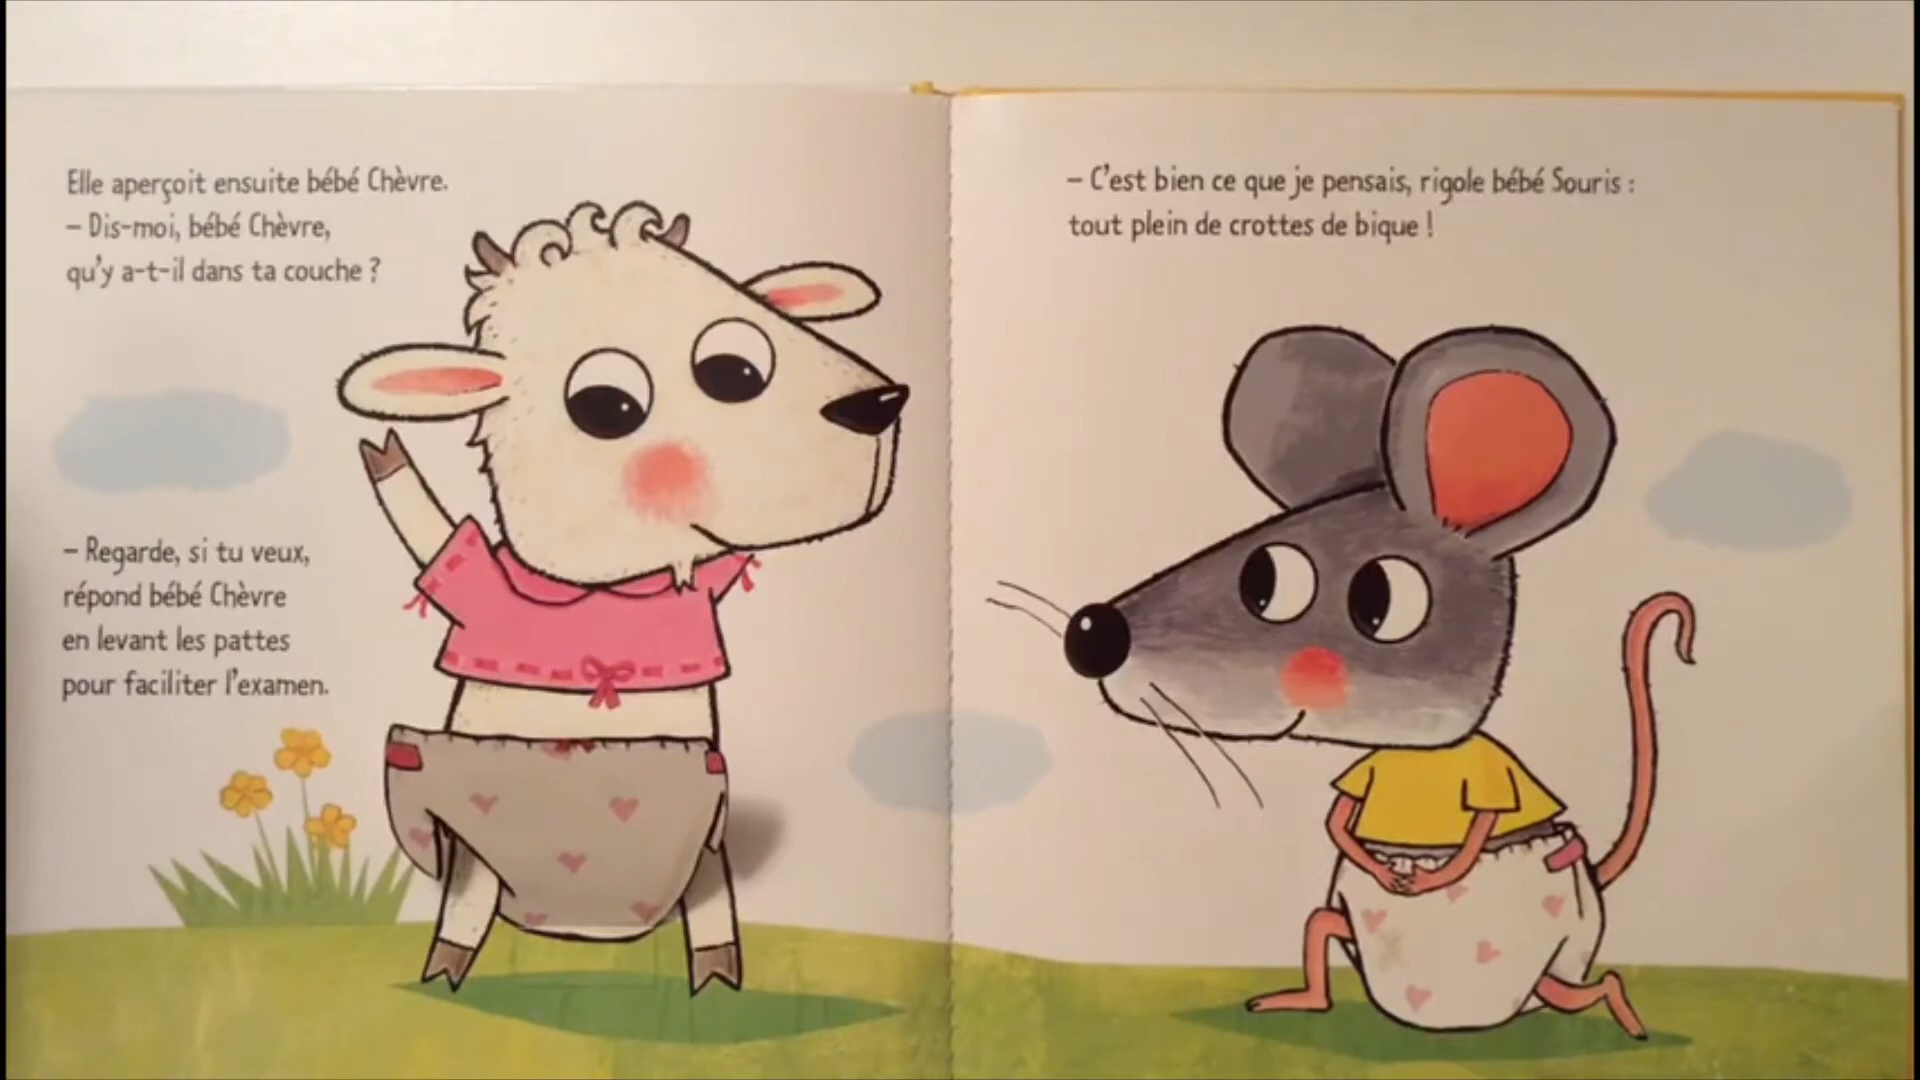 Elle aperçoit ensuite bébé Chèvre.
– Dis-moi, bébé Chèvre,
qu'y a-t-il dans ta couche ?
– Regarde, si tu veux,
répond bébé Chèvre
en levant les pattes
pour faciliter l'examen.
– C'est bien ce que je pensais, rigole bébé Souris :
tout plein de crottes de bique !